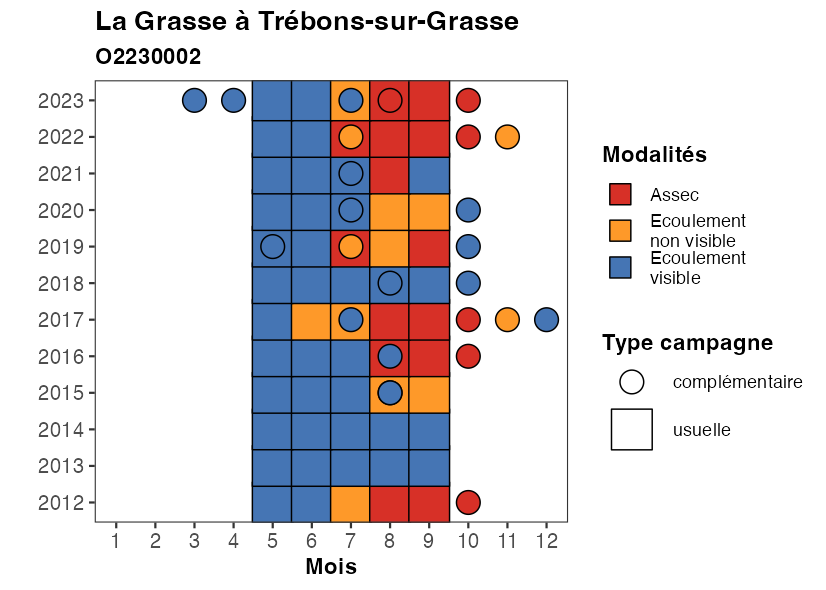 La Grasse à Trébons-sur-Grasse
O2230002
2023
2022
2021
2020
2019
2018
2017
2016
2015
2014
2013
2012
1 2 3 4 5 6 7 8 9 10 11 12
Mois
Modalités
Assec
Ecoulement
non visible
Ecoulement
visible
Type campagne
complémentaire
usuelle